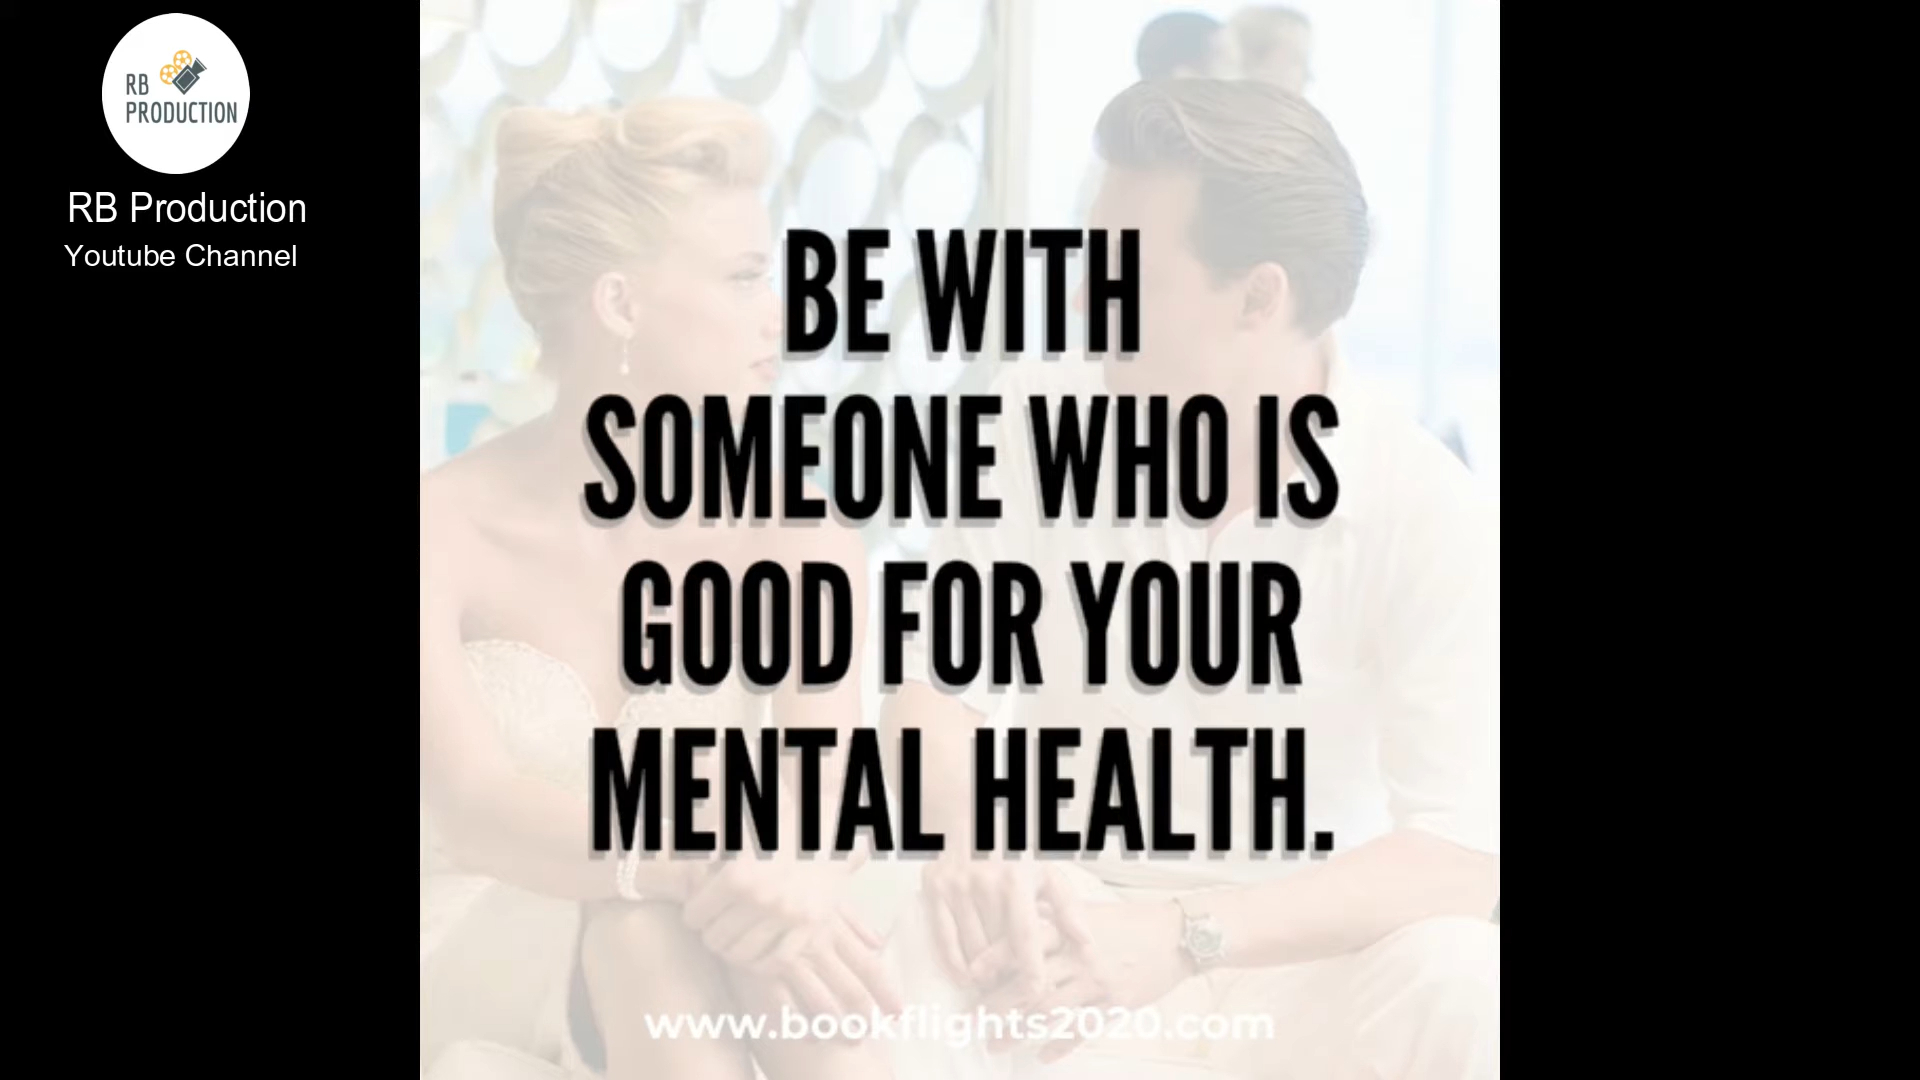 RB
PRODUCTION
RB Production
Youtube Channel
BE WITH
SOMEONE WHO IS
GOOD FOR YOUR
MENTAL HEALTH.
www.bookflights2020.com